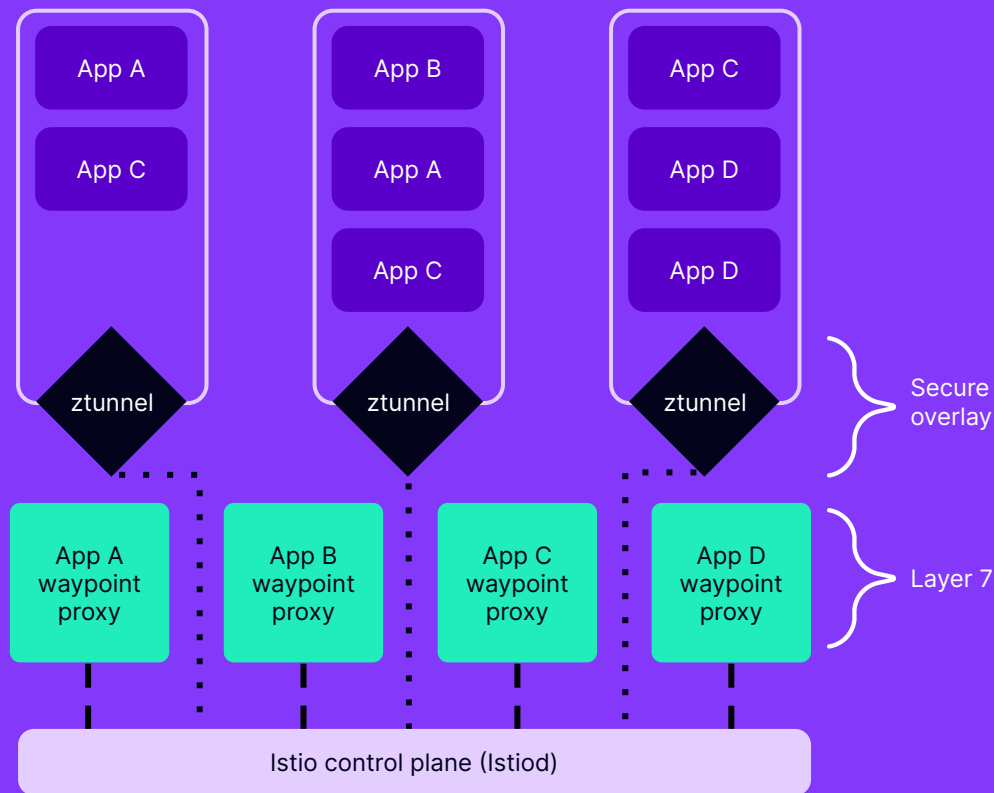 App A
App C
App B
App A
App C
App C
App D
App D
ztunnel
ztunnel
ztunnel
Secure
overlay
App A
waypoint
proxy
App B
waypoint
proxy
App C
waypoint
proxy
App D
waypoint
proxy
Layer 7
Istio control plane (Istiod)